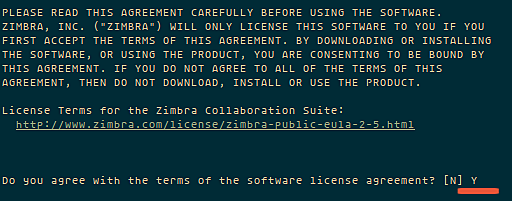 PLEASE READ THIS AGREEMENT CAREFULLY BEFORE USING THE SOFTWARE.
ZIMBRA, INC. ("ZIMBRA") WILL ONLY LICENSE THIS SOFTWARE TO YOU IF YOU
FIRST ACCEPT THE TERMS OF THIS AGREEMENT. BY DOWNLOADING OR INSTALLING
THE SOFTWARE, OR USING THE PRODUCT, YOU ARE CONSENTING TO BE BOUND BY
THIS AGREEMENT. IF YOU DO NOT AGREE TO ALL OF THE TERMS OF THIS
AGREEMENT, THEN DO NOT DOWNLOAD, INSTALL OR USE THE PRODUCT.
License Terms for the Zimbra Collaboration Suite:
http://www.zimbra.com/license/zimbra-public-eula-2-5.html
Do you agree with the terms of the software license agreement? [N] Y